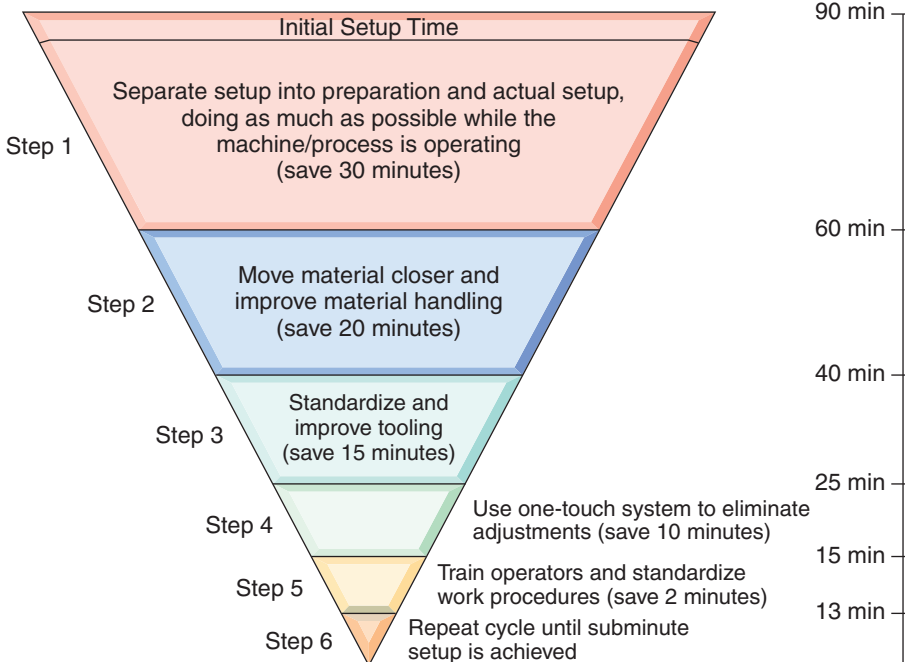 Initial Setup Time
90 min
Step 1
Separate setup into preparation and actual setup,
doing as much as possible while the
machine/process is operating
(save 30 minutes)
60 min
Step 2
Move material closer and
improve material handling
(save 20 minutes)
40 min
Step 3
Standardize and
improve tooling
(save 15 minutes)
25 min
Step 4
Use one-touch system to eliminate
adjustments (save 10 minutes)
15 min
Step 5
Train operators and standardize
work procedures (save 2 minutes)
13 min
Step 6
Repeat cycle until subminute
setup is achieved